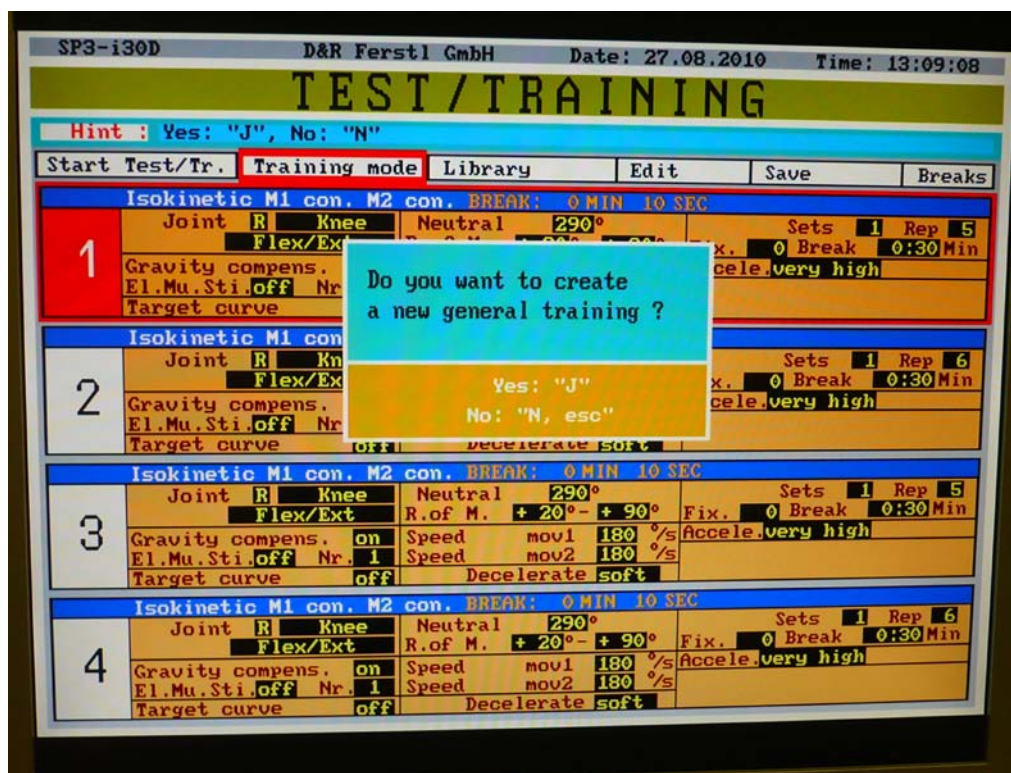 SP3-i30D D&R Ferstl GmbH Date: 27.08.2010 Time: 13:09:08
TEST/TRAINING
Hint : Yes: "J", No: "N"
Start Test/Tr. Training mode Library Edit Save Breaks
Isokinetic M1 con. M2 con. BREAK: 0 MIN 10 SEC
1
Joint R Knee Neutral 290° Sets 1 Rep 5
Flex/Ext 0 Break 0:30 Min
Gravity compens. very high
El.Mu.Sti. off Nr
Target curve
Do you want to create
a new general training ?
Yes: "J"
No: "N, esc"
Isokinetic M1 con
2
Joint R Kn Sets 1 Rep 6
Flex/Ex 0 Break 0:30 Min
Gravity compens. very high
El.Mu.Sti. off Nr
Target curve off Decelerate soft
Isokinetic M1 con. M2 con. BREAK: 0 MIN 10 SEC
3
Joint R Knee Neutral 290° Sets 1 Rep 5
Flex/Ext R.of M. + 20°- + 90° Fix. 0 Break 0:30 Min
Gravity compens. on Speed mov1 180 °/s Accele. very high
El.Mu.Sti. off Nr. 1 Speed mov2 180 °/s
Target curve off Decelerate soft
Isokinetic M1 con. M2 con. BREAK: 0 MIN 10 SEC
4
Joint R Knee Neutral 290° Sets 1 Rep 6
Flex/Ext R.of M. + 20°- + 90° Fix. 0 Break 0:30 Min
Gravity compens. on Speed mov1 180 °/s Accele. very high
El.Mu.Sti. off Nr. 1 Speed mov2 180 °/s
Target curve off Decelerate soft